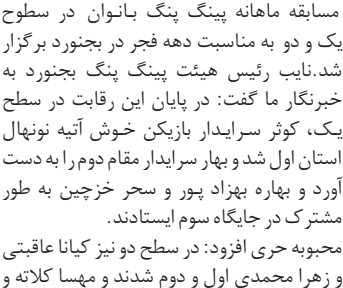 مسابقه ماهانه پینگ پنگ بانوان در سطوح
یک و دو به مناسبت دهه فجر در بجنورد برگزار
شد.نایب رئیس هیئت پینگ پنگ بجنورد به
خبرنگار ما گفت: در پایان این رقابت در سطح
یک، کوثر سرایدار بازیکن خوش آتیه نونهال
استان اول شد و بهار سرایدار مقام دوم را به دست
آورد و بهاره بهزاد پور و سحر خزچین به طور
مشترک در جایگاه سوم ایستادند.
محبوبه حری افزود: در سطح دو نیز کیانا عاقبتی
و زهرا محمدی اول و دوم شدند و مهسا کلاته و